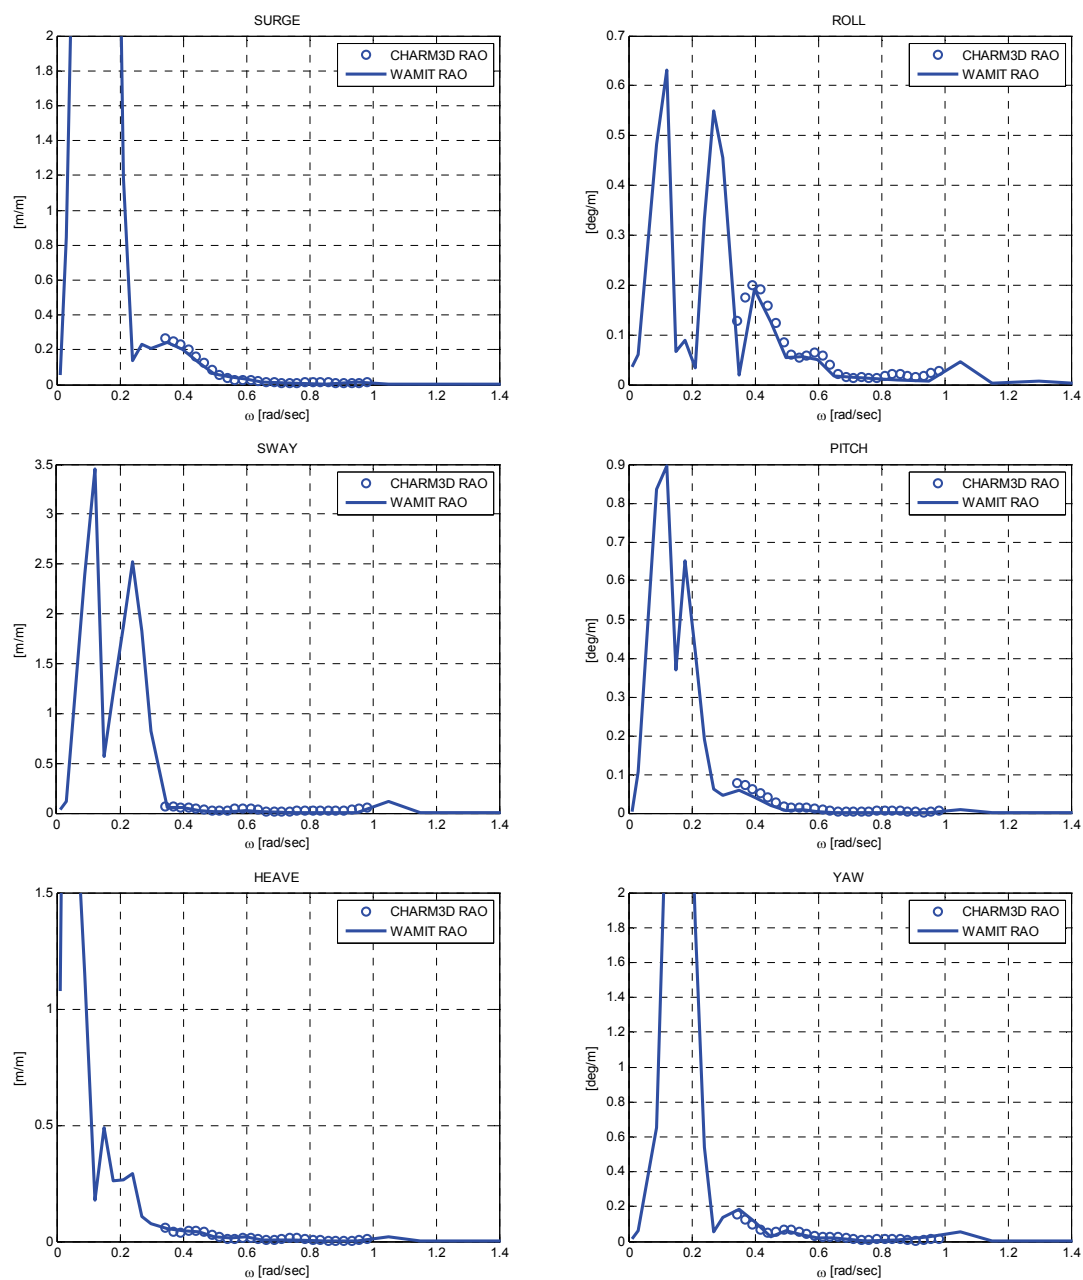 SURGE
2
1.8
1.6
1.4
1.2
1
0.8
0.6
0.4
0.2
0
[m/m]
CHARM3D RAO
WAMIT RAO
0 0.2 0.4 0.6 0.8 1 1.2 1.4
ω [rad/sec]
ROLL
0.7
0.6
0.5
0.4
0.3
0.2
0.1
0
[deg/m]
CHARM3D RAO
WAMIT RAO
0 0.2 0.4 0.6 0.8 1 1.2 1.4
ω [rad/sec]
SWAY
3.5
3
2.5
2
1.5
1
0.5
0
[m/m]
CHARM3D RAO
WAMIT RAO
0 0.2 0.4 0.6 0.8 1 1.2 1.4
ω [rad/sec]
PITCH
0.9
0.8
0.7
0.6
0.5
0.4
0.3
0.2
0.1
0
[deg/m]
CHARM3D RAO
WAMIT RAO
0 0.2 0.4 0.6 0.8 1 1.2 1.4
ω [rad/sec]
HEAVE
1.5
1
0.5
0
[m/m]
CHARM3D RAO
WAMIT RAO
0 0.2 0.4 0.6 0.8 1 1.2 1.4
ω [rad/sec]
YAW
2
1.8
1.6
1.4
1.2
1
0.8
0.6
0.4
0.2
0
[deg/m]
CHARM3D RAO
WAMIT RAO
0 0.2 0.4 0.6 0.8 1 1.2 1.4
ω [rad/sec]